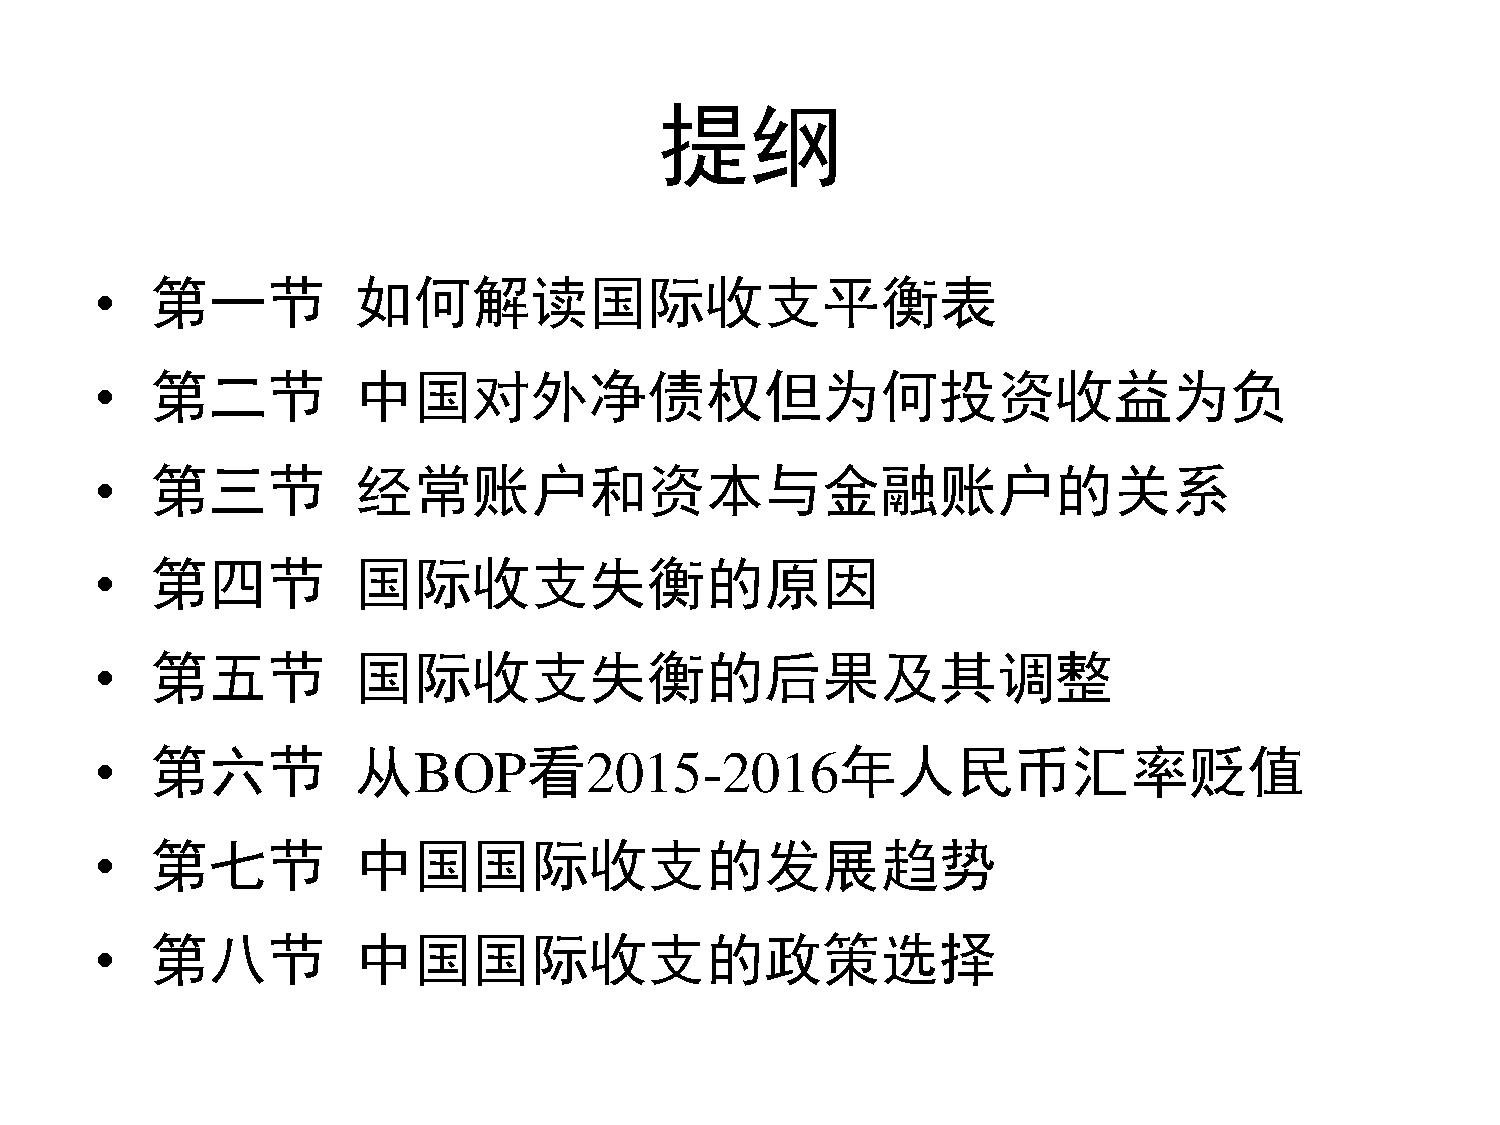 提纲
• 第一节 如何解读国际收支平衡表
• 第二节 中国对外净债权但为何投资收益为负
• 第三节 经常账户和资本与金融账户的关系
• 第四节 国际收支失衡的原因
• 第五节 国际收支失衡的后果及其调整
• 第六节 从BOP看2015-2016年人民币汇率贬值
• 第七节 中国国际收支的发展趋势
• 第八节 中国国际收支的政策选择